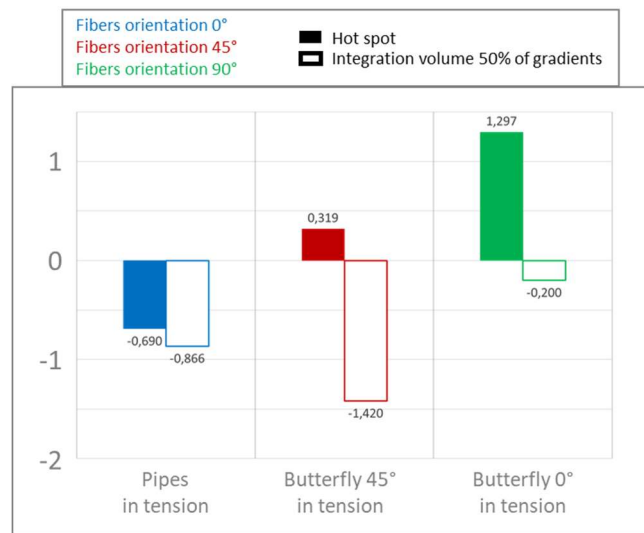 Fibers orientation 0°
Fibers orientation 45°
Fibers orientation 90°
Hot spot
Integration volume 50% of gradients
1
0
-1
-2
1,297
0,319
-0,200
-0,690
-0,866
-1,420
Pipes
in tension
Butterfly 45°
in tension
Butterfly 0°
in tension